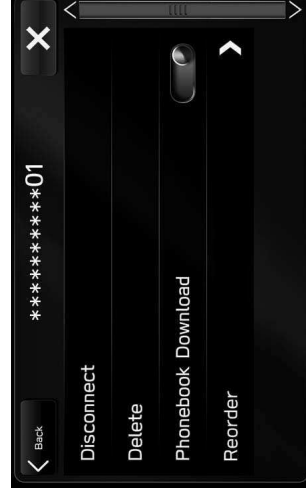 Back
**********01
Disconnect
Delete
Phonebook Download
Reorder